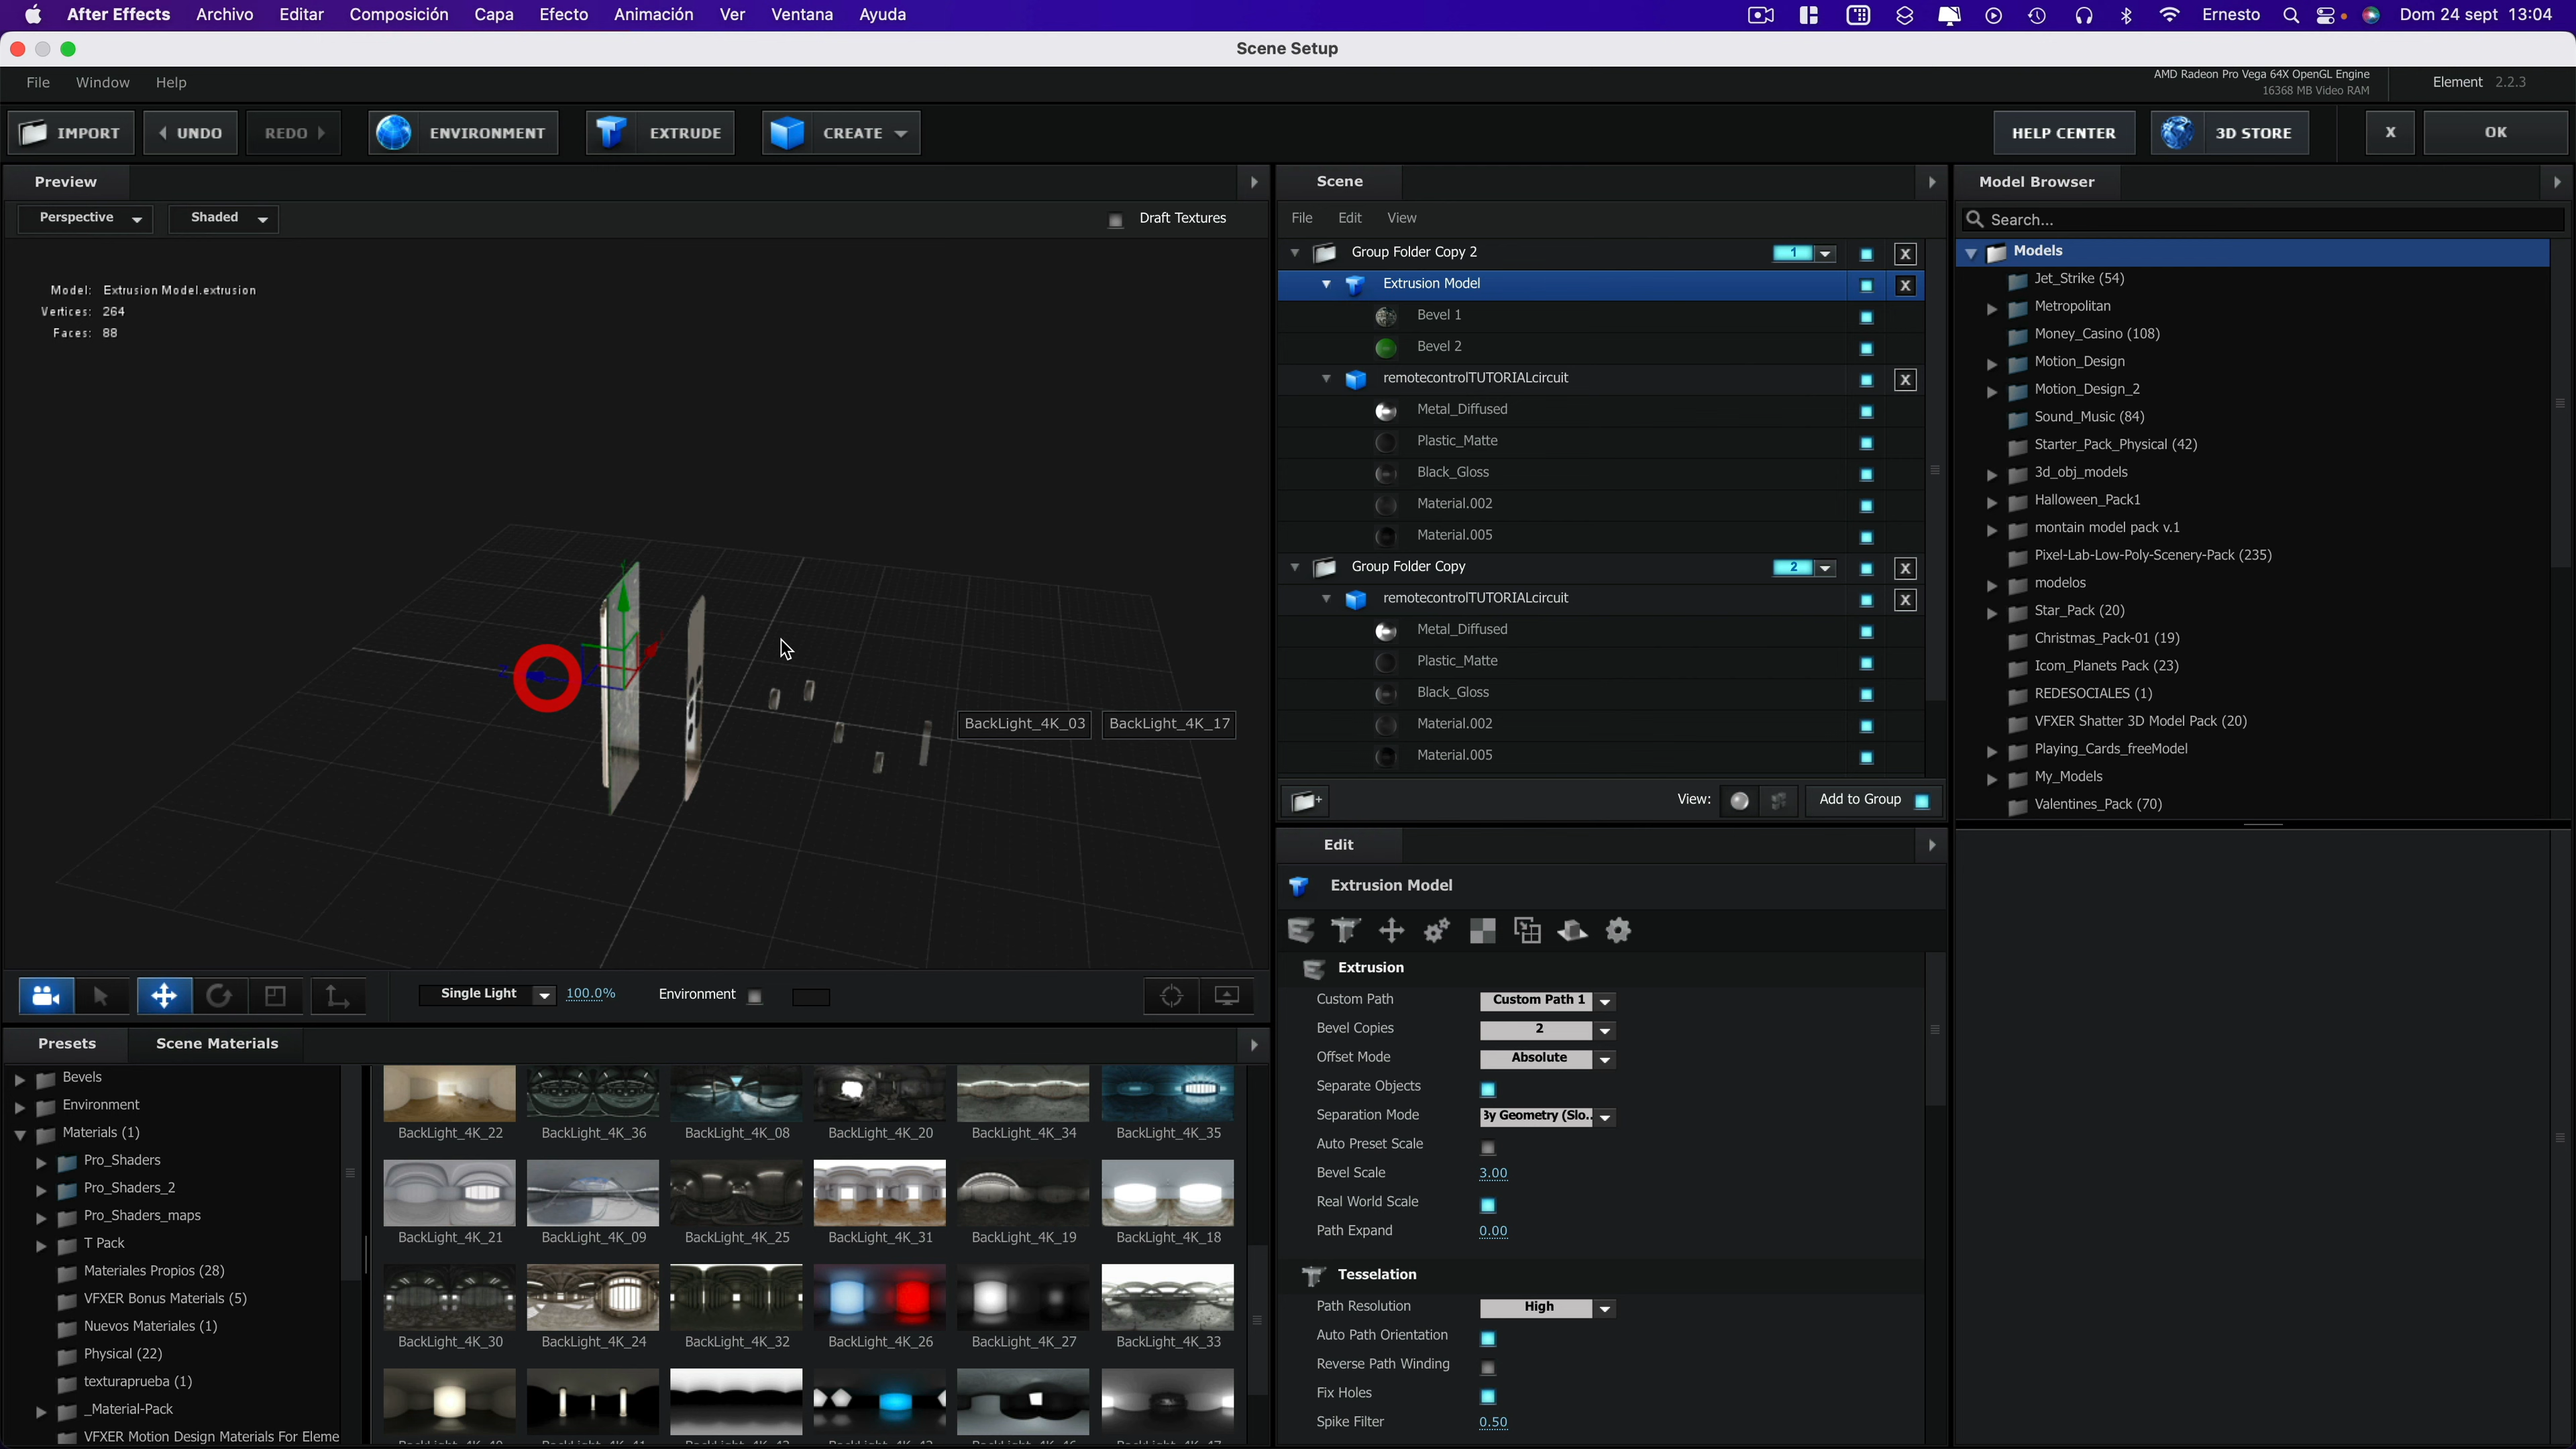 After Effects Archivo Editar Composición Capa Efecto Animación Ver Ventana Ayuda Ernesto Dom 24 sept 13:04
Scene Setup
File Window Help
AMD Radeon Pro Vega 64X OpenGL Engine
16368 MB Video RAM
Element 2.2.3
IMPORT UNDO REDO ENVIRONMENT EXTRUDE CREATE HELP CENTER 3D STORE X OK
Preview
Perspective Shaded Draft Textures
Model: Extrusion Model.extrusion
Vertices: 264
Faces: 88
BackLight_4K_03 BackLight_4K_17
Single Light 100.0% Environment
Scene
File Edit View
Group Folder Copy 2 1 X
Extrusion Model X
Bevel 1
Bevel 2
remotecontrolTUTORIALcircuit X
Metal_Diffused
Plastic_Matte
Black_Gloss
Material.002
Material.005
Group Folder Copy 2 X
remotecontrolTUTORIALcircuit X
Metal_Diffused
Plastic_Matte
Black_Gloss
Material.002
Material.005
View: Add to Group
Model Browser
Search...
Models
Jet_Strike (54)
Metropolitan
Money_Casino (108)
Motion_Design
Motion_Design_2
Sound_Music (84)
Starter_Pack_Physical (42)
3d_obj_models
Halloween_Pack1
montain model pack v.1
Pixel-Lab-Low-Poly-Scenery-Pack (235)
modelos
Star_Pack (20)
Christmas_Pack-01 (19)
Icom_Planets Pack (23)
REDESOCIALES (1)
VFXER Shatter 3D Model Pack (20)
Playing_Cards_freeModel
My_Models
Valentines_Pack (70)
Edit
Extrusion Model
Extrusion
Custom Path Custom Path 1
Bevel Copies 2
Offset Mode Absolute
Separate Objects
Separation Mode By Geometry (Slo..
Auto Preset Scale
Bevel Scale 3.00
Real World Scale
Path Expand 0.00
Tesselation
Path Resolution High
Auto Path Orientation
Reverse Path Winding
Fix Holes
Spike Filter 0.50
Presets Scene Materials
Bevels
Environment
Materials (1)
Pro_Shaders
Pro_Shaders_2
Pro_Shaders_maps
T Pack
Materiales Propios (28)
VFXER Bonus Materials (5)
Nuevos Materiales (1)
Physical (22)
texturaprueba (1)
_Material-Pack
VFXER Motion Design Materials For Eleme
BackLight_4K_22 BackLight_4K_36 BackLight_4K_08 BackLight_4K_20 BackLight_4K_34 BackLight_4K_35
BackLight_4K_21 BackLight_4K_09 BackLight_4K_25 BackLight_4K_31 BackLight_4K_19 BackLight_4K_18
BackLight_4K_30 BackLight_4K_24 BackLight_4K_32 BackLight_4K_26 BackLight_4K_27 BackLight_4K_33